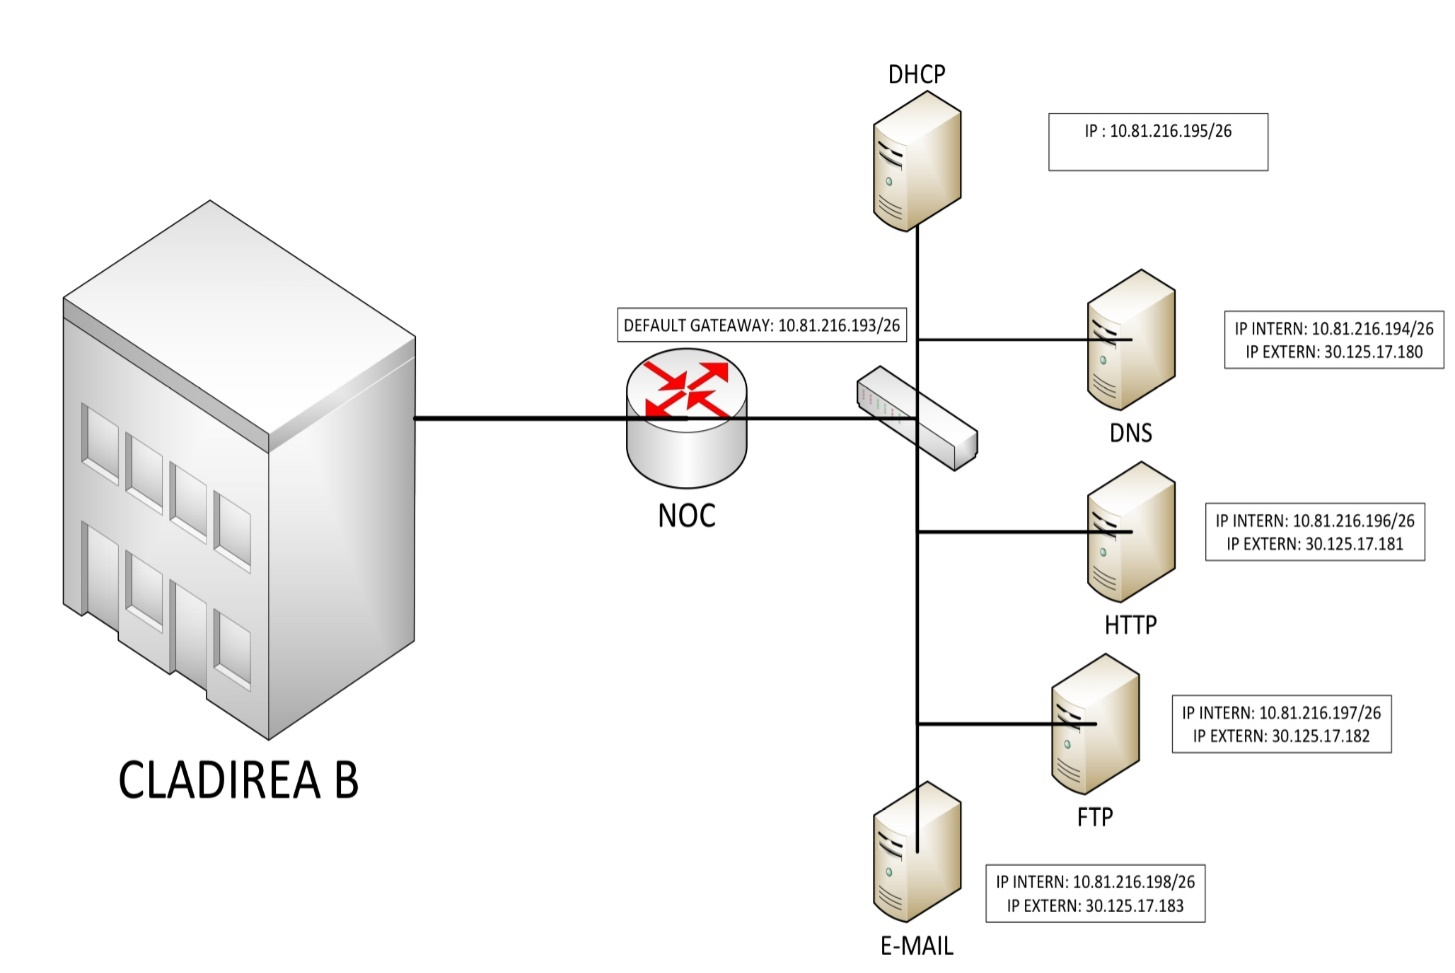 DHCP
IP : 10.81.216.195/26
DEFAULT GATEAWAY: 10.81.216.193/26
IP INTERN: 10.81.216.194/26
IP EXTERN: 30.125.17.180
DNS
NOC
IP INTERN: 10.81.216.196/26
IP EXTERN: 30.125.17.181
HTTP
IP INTERN: 10.81.216.197/26
IP EXTERN: 30.125.17.182
CLADIREA B
FTP
IP INTERN: 10.81.216.198/26
IP EXTERN: 30.125.17.183
E-MAIL